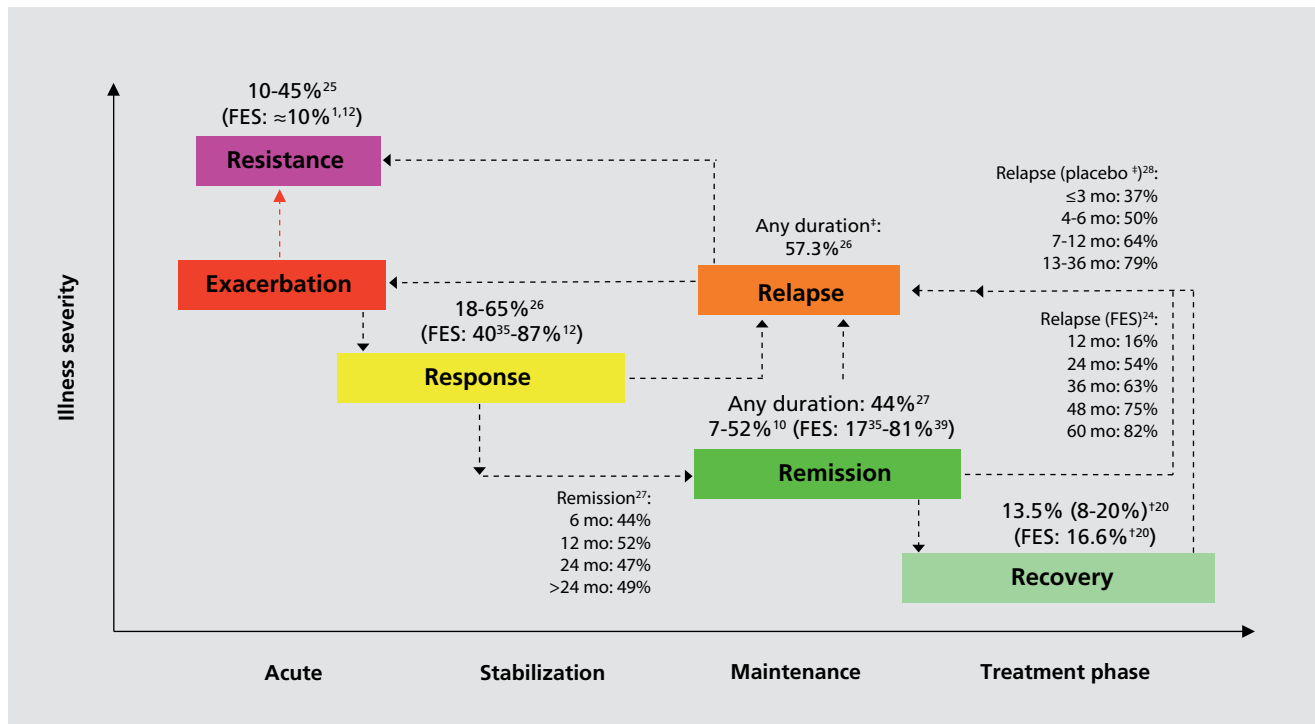 10-45%²⁵
(FES: ≈10%¹,¹²)
Resistance
Exacerbation
18-65%²⁶
(FES: 40³⁵-87%¹²)
Response
Any duration‡:
57.3%²⁶
Relapse
Relapse (placebo ‡)²⁸:
≤3 mo: 37%
4-6 mo: 50%
7-12 mo: 64%
13-36 mo: 79%
Relapse (FES)²⁴:
12 mo: 16%
24 mo: 54%
36 mo: 63%
48 mo: 75%
60 mo: 82%
Any duration: 44%²⁷
7-52%¹⁰ (FES: 17³⁵-81%³⁹)
Remission
Remission²⁷:
6 mo: 44%
12 mo: 52%
24 mo: 47%
>24 mo: 49%
13.5% (8-20%)†²⁰
(FES: 16.6%†²⁰)
Recovery
Illness severity
Acute
Stabilization
Maintenance
Treatment phase